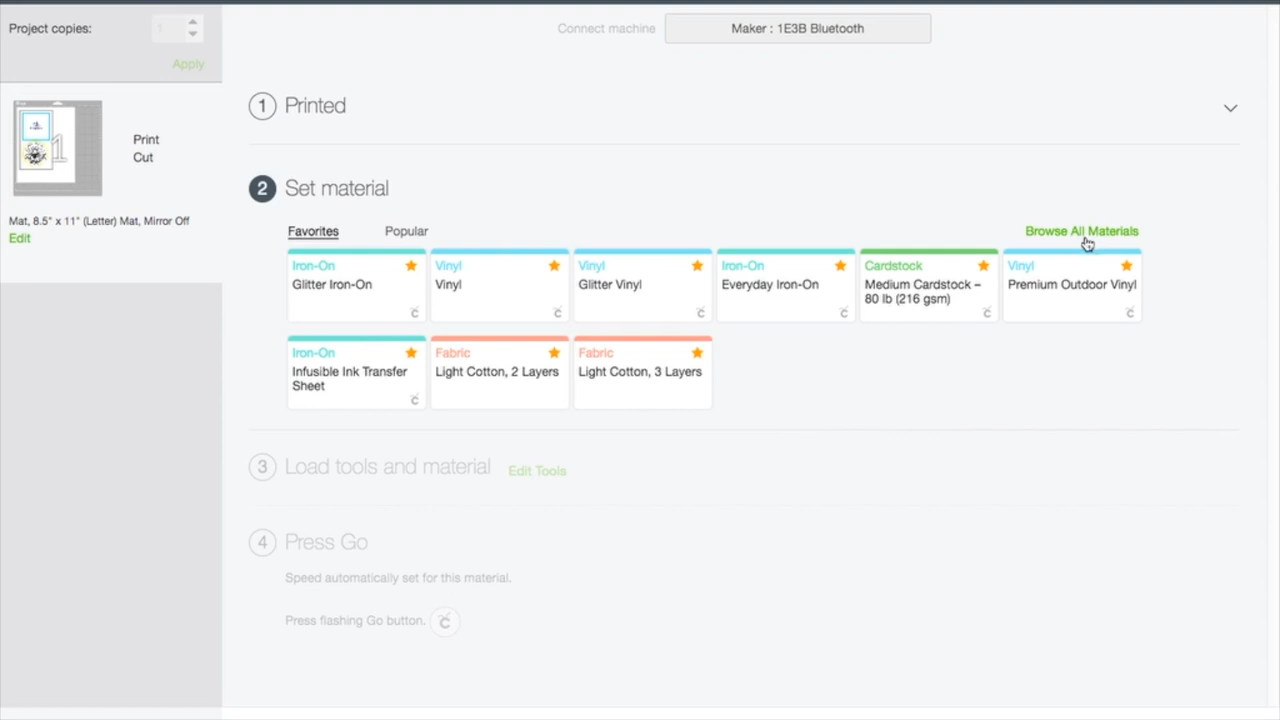 Project copies:
1
Apply
Print
Cut
Mat, 8.5" x 11" (Letter) Mat, Mirror Off
Edit
Connect machine
Maker : 1E3B Bluetooth
1 Printed
2 Set material
Favorites
Popular
Browse All Materials
Iron-On
Glitter Iron-On
Vinyl
Vinyl
Vinyl
Glitter Vinyl
Iron-On
Everyday Iron-On
Cardstock
Medium Cardstock –
80 lb (216 gsm)
Vinyl
Premium Outdoor Vinyl
Iron-On
Infusible Ink Transfer
Sheet
Fabric
Light Cotton, 2 Layers
Fabric
Light Cotton, 3 Layers
3 Load tools and material
Edit Tools
4 Press Go
Speed automatically set for this material.
Press flashing Go button.